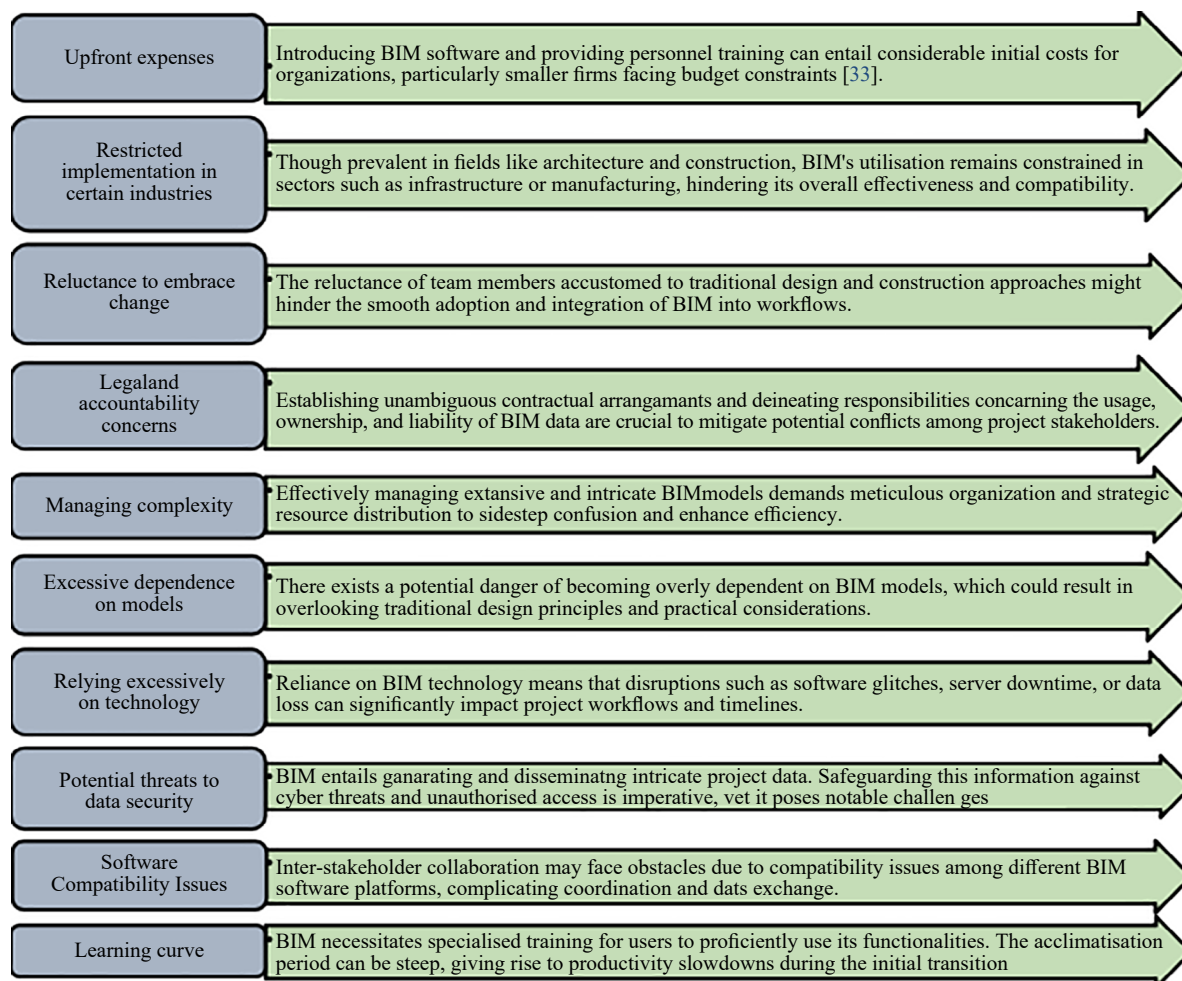 Upfront expenses
Introducing BIM software and providing personnel training can entail considerable initial costs for
organizations, particularly smaller firms facing budget constraints [33].
Restricted
implementation in
certain industries
Though prevalent in fields like architecture and construction, BIM's utilisation remains constrained in
sectors such as infrastructure or manufacturing, hindering its overall effectiveness and compatibility.
Reluctance to embrace
change
The reluctance of team members accustomed to traditional design and construction approaches might
hinder the smooth adoption and integration of BIM into workflows.
Legaland
accountability
concerns
Establishing unambiguous contractual arrangamants and deineating responsibilities concarning the usage,
ownership, and liability of BIM data are crucial to mitigate potential conflicts among project stakeholders.
Managing complexity
Effectively managing extansive and intricate BIMmodels demands meticulous organization and strategic
resource distribution to sidestep confusion and enhance efficiency.
Excessive dependence
on models
There exists a potential danger of becoming overly dependent on BIM models, which could result in
overlooking traditional design principles and practical considerations.
Relying excessively
on technology
Reliance on BIM technology means that disruptions such as software glitches, server downtime, or data
loss can significantly impact project workflows and timelines.
Potential threats to
data security
BIM entails ganarating and disseminatng intricate project data. Safeguarding this information against
cyber threats and unauthorised access is imperative, vet it poses notable challen ges
Software
Compatibility Issues
Inter-stakeholder collaboration may face obstacles due to compatibility issues among different BIM
software platforms, complicating coordination and dats exchange.
Learning curve
BIM necessitates specialised training for users to proficiently use its functionalities. The acclimatisation
period can be steep, giving rise to productivity slowdowns during the initial transition